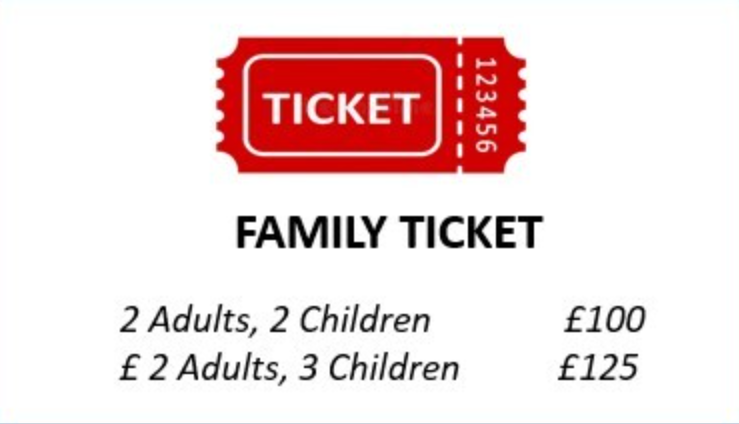 TICKET
123456
FAMILY TICKET
2 Adults, 2 Children £100
£ 2 Adults, 3 Children £125